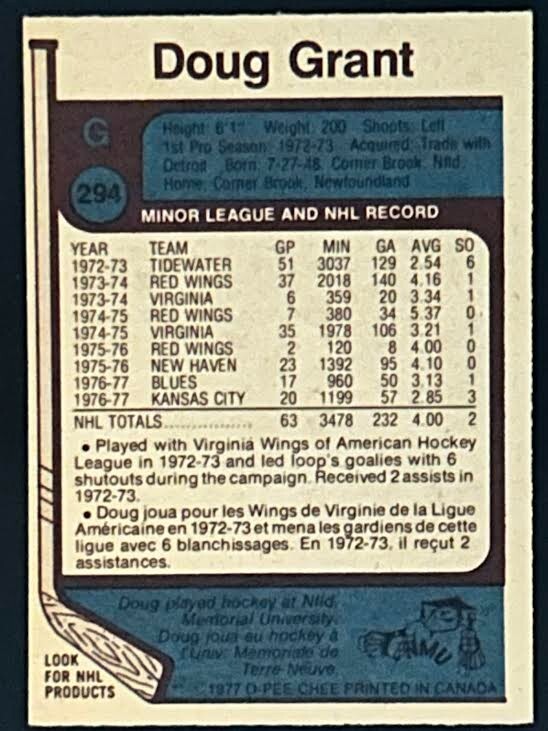 Doug Grant
G
294
Height: 6'1" Weight: 200 Shoots: Left
1st Pro Season: 1972-73 Acquired: Trade with
Detroit Born: 7-27-48, Corner Brook, Nfld.
Home: Corner Brook, Newfoundland
MINOR LEAGUE AND NHL RECORD
YEAR TEAM GP MIN GA AVG SO
1972-73 TIDEWATER 51 3037 129 2.54 6
1973-74 RED WINGS 37 2018 140 4.16 1
1973-74 VIRGINIA 6 359 20 3.34 1
1974-75 RED WINGS 7 380 34 5.37 0
1974-75 VIRGINIA 35 1978 106 3.21 1
1975-76 RED WINGS 2 120 8 4.00 0
1975-76 NEW HAVEN 23 1392 95 4.10 0
1976-77 BLUES 17 960 50 3.13 1
1976-77 KANSAS CITY 20 1199 57 2.85 3
NHL TOTALS 63 3478 232 4.00 2
• Played with Virginia Wings of American Hockey
League in 1972-73 and led loop's goalies with 6
shutouts during the campaign. Received 2 assists in
1972-73.
• Doug joua pour les Wings de Virginie de la Ligue
Américaine en 1972-73 et mena les gardiens de cette
ligue avec 6 blanchissages. En 1972-73, il reçut 2
assistances.
Doug played hockey at Nfld.
Memorial University.
Doug joua au hockey à
l'Univ. Memoriale de
Terre-Neuve.
MU
LOOK
FOR NHL
PRODUCTS
©1977 O-PEE-CHEE PRINTED IN CANADA